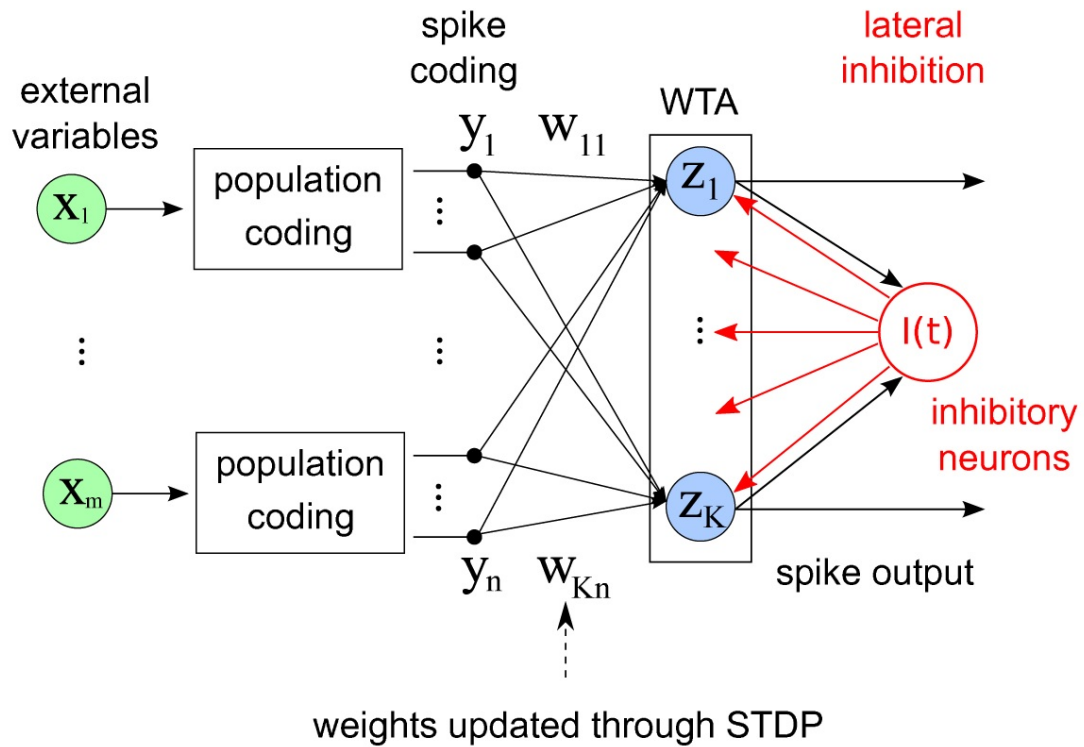 spike
coding
lateral
inhibition
external
variables
WTA
y1
w11
x1
population
coding
z1
I(t)
inhibitory
neurons
xm
population
coding
zK
yn
wKn
spike output
weights updated through STDP